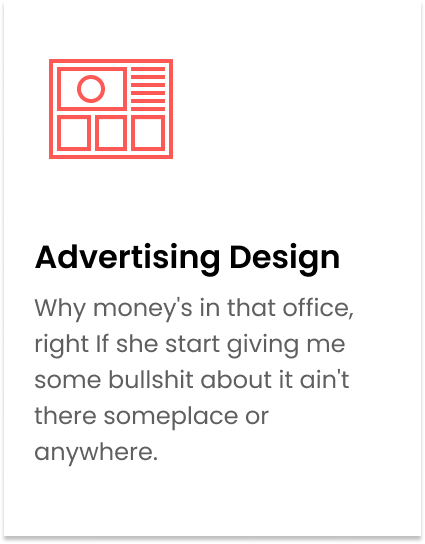 Advertising Design
Why money's in that office,
right If she start giving me
some bullshit about it ain't
there someplace or
anywhere.